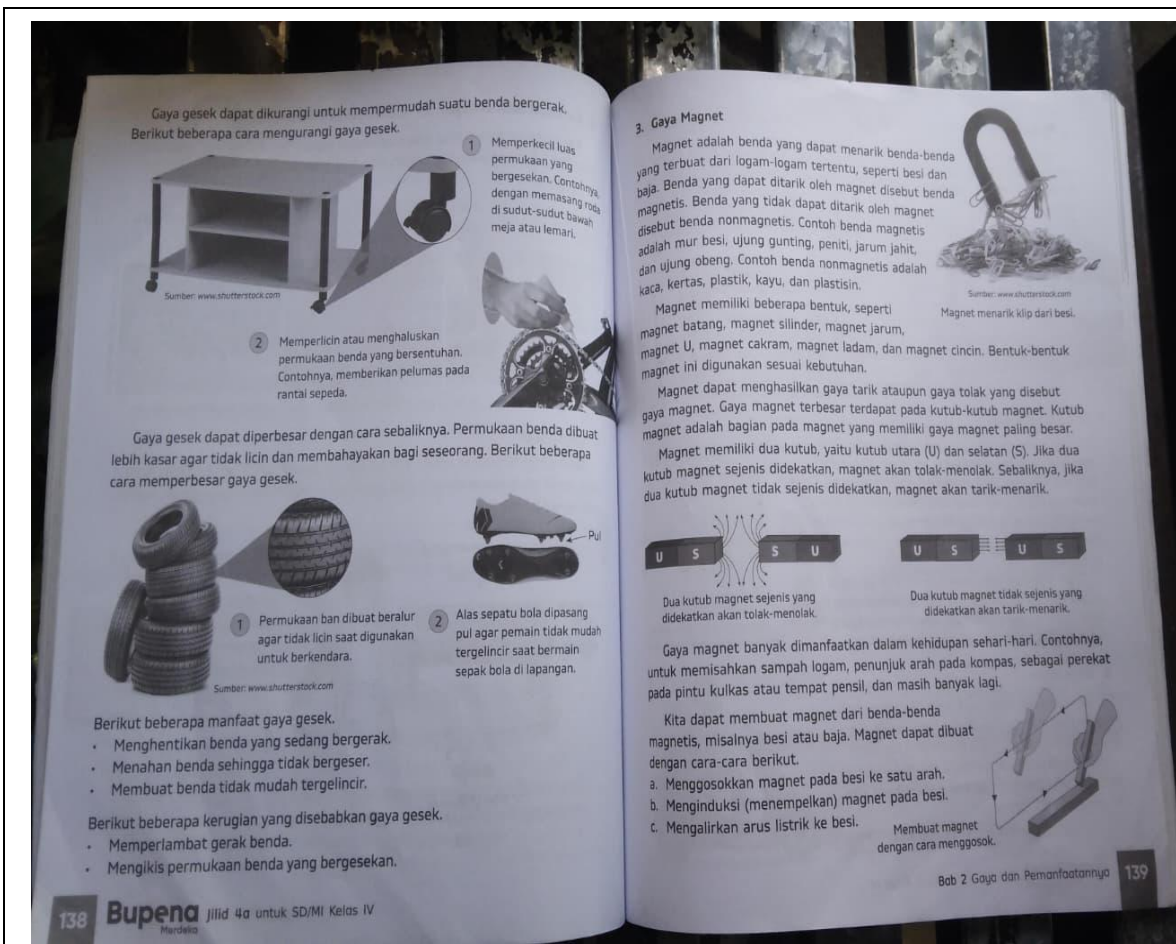 Gaya gesek dapat dikurangi untuk mempermudah suatu benda bergerak.
Berikut beberapa cara mengurangi gaya gesek.
1
Memperkecil luas
permukaan yang
bergesekan. Contohnya,
dengan memasang roda
di sudut-sudut bawah
meja atau lemari.
Sumber: www.shutterstock.com
2
Memperlicin atau menghaluskan
permukaan benda yang bersentuhan.
Contohnya, memberikan pelumas pada
rantai sepeda.
Gaya gesek dapat diperbesar dengan cara sebaliknya. Permukaan benda dibuat
lebih kasar agar tidak licin dan membahayakan bagi seseorang. Berikut beberapa
cara memperbesar gaya gesek.
Pul
1
Permukaan ban dibuat beralur
agar tidak licin saat digunakan
untuk berkendara.
Sumber: www.shutterstock.com
2
Alas sepatu bola dipasang
pul agar pemain tidak mudah
tergelincir saat bermain
sepak bola di lapangan.
Berikut beberapa manfaat gaya gesek.
• Menghentikan benda yang sedang bergerak.
• Menahan benda sehingga tidak bergeser.
• Membuat benda tidak mudah tergelincir.
Berikut beberapa kerugian yang disebabkan gaya gesek.
• Memperlambat gerak benda.
• Mengikis permukaan benda yang bergesekan.
138 Bupena Jilid 4a untuk SD/MI Kelas IV
Merdeka
3. Gaya Magnet
Magnet adalah benda yang dapat menarik benda-benda
yang terbuat dari logam-logam tertentu, seperti besi dan
baja. Benda yang dapat ditarik oleh magnet disebut benda
magnetis. Benda yang tidak dapat ditarik oleh magnet
disebut benda nonmagnetis. Contoh benda magnetis
adalah mur besi, ujung gunting, peniti, jarum jahit,
dan ujung obeng. Contoh benda nonmagnetis adalah
kaca, kertas, plastik, kayu, dan plastisin.
Sumber: www.shutterstock.com
Magnet menarik klip dari besi.
Magnet memiliki beberapa bentuk, seperti
magnet batang, magnet silinder, magnet jarum,
magnet U, magnet cakram, magnet ladam, dan magnet cincin. Bentuk-bentuk
magnet ini digunakan sesuai kebutuhan.
Magnet dapat menghasilkan gaya tarik ataupun gaya tolak yang disebut
gaya magnet. Gaya magnet terbesar terdapat pada kutub-kutub magnet. Kutub
magnet adalah bagian pada magnet yang memiliki gaya magnet paling besar.
Magnet memiliki dua kutub, yaitu kutub utara (U) dan selatan (S). Jika dua
kutub magnet sejenis didekatkan, magnet akan tolak-menolak. Sebaliknya, jika
dua kutub magnet tidak sejenis didekatkan, magnet akan tarik-menarik.
U S S U
Dua kutub magnet sejenis yang
didekatkan akan tolak-menolak.
U S U S
Dua kutub magnet tidak sejenis yang
didekatkan akan tarik-menarik.
Gaya magnet banyak dimanfaatkan dalam kehidupan sehari-hari. Contohnya,
untuk memisahkan sampah logam, penunjuk arah pada kompas, sebagai perekat
pada pintu kulkas atau tempat pensil, dan masih banyak lagi.
Kita dapat membuat magnet dari benda-benda
magnetis, misalnya besi atau baja. Magnet dapat dibuat
dengan cara-cara berikut.
a. Menggosokkan magnet pada besi ke satu arah.
b. Menginduksi (menempelkan) magnet pada besi.
c. Mengalirkan arus listrik ke besi.
Membuat magnet
dengan cara menggosok.
Bab 2 Gaya dan Pemanfaatannya 139